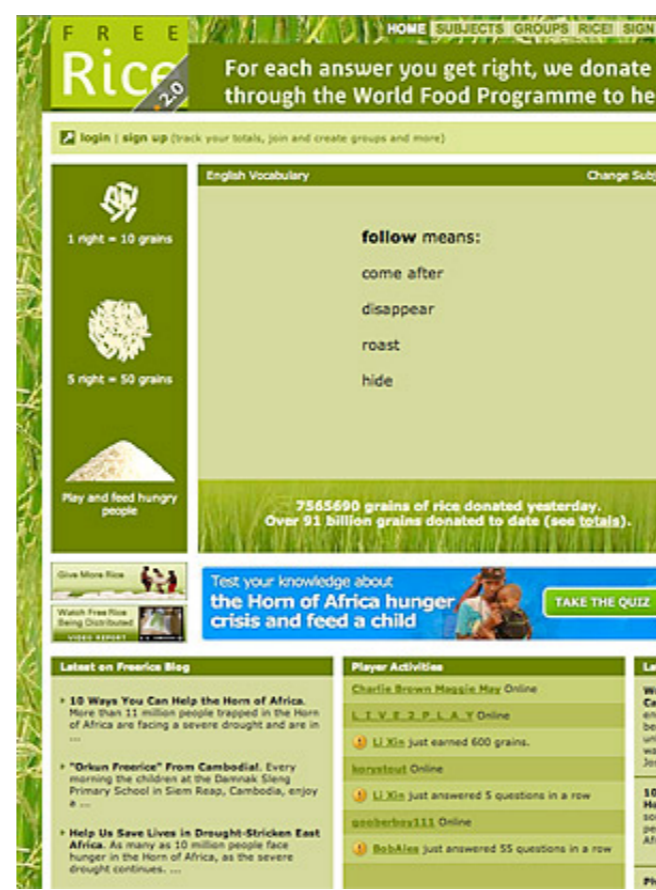 FREE
Rice
2.0
HOME SUBJECTS GROUPS RICE! SIGN
For each answer you get right, we donate
through the World Food Programme to he
login | sign up (track your totals, join and create groups and more)
English Vocabulary
Change Subj
1 right = 10 grains
5 right = 50 grains
Play and feed hungry
people
follow means:
come after
disappear
roast
hide
7565690 grains of rice donated yesterday.
Over 91 billion grains donated to date (see totals).
Give More Rice
Watch Free Rice
Being Distributed
VIDEO REPORT
Test your knowledge about
the Horn of Africa hunger
crisis and feed a child
TAKE THE QUIZ
Latest on Freerice Blog
10 Ways You Can Help the Horn of Africa.
More than 11 million people trapped in the Horn
of Africa are facing a severe drought and are in
...
"Orkun Freerice" From Cambodia!. Every
morning the children at the Damnak Sleng
Primary School in Siem Reap, Cambodia, enjoy
a ...
Help Us Save Lives in Drought-Stricken East
Africa. As many as 10 million people face
hunger in the Horn of Africa, as the severe
drought continues. ...
Player Activities
Charlie Brown Maggie May Online
L_I_V_E_2_P_L_A_Y Online
Li Xin just earned 600 grains.
korystout Online
Li Xin just answered 5 questions in a row
gooberboy111 Online
BobAlex just answered 55 questions in a row